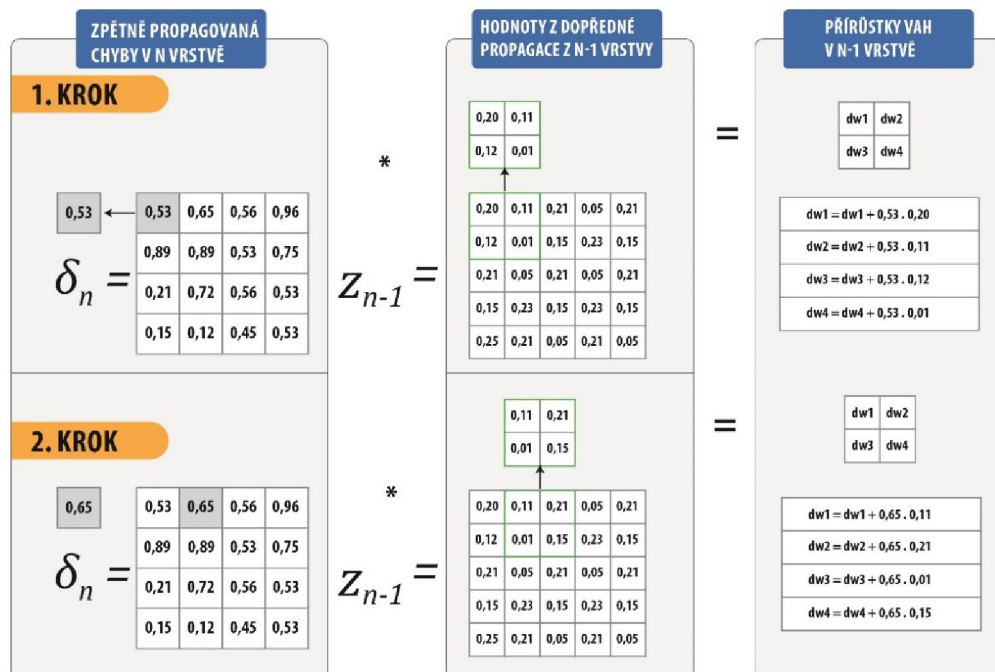 ZPĚTNĚ PROPAGOVANÁ
CHYBY V N VRSTVĚ
HODNOTY Z DOPŘEDNÉ
PROPAGACE Z N-1 VRSTVY
PŘÍRŮSTKY VAH
V N-1 VRSTVĚ
1. KROK
0,53
0,53 0,65 0,56 0,96
0,89 0,89 0,53 0,75
0,21 0,72 0,56 0,53
0,15 0,12 0,45 0,53
δn =
*
0,20 0,11
0,12 0,01
0,20 0,11 0,21 0,05 0,21
0,12 0,01 0,15 0,23 0,15
0,21 0,05 0,21 0,05 0,21
0,15 0,23 0,15 0,23 0,15
0,25 0,21 0,05 0,21 0,05
Zn-1 =
=
dw1 dw2
dw3 dw4
dw1 = dw1 + 0,53 . 0,20
dw2 = dw2 + 0,53 . 0,11
dw3 = dw3 + 0,53 . 0,12
dw4 = dw4 + 0,53 . 0,01
2. KROK
0,65
0,53 0,65 0,56 0,96
0,89 0,89 0,53 0,75
0,21 0,72 0,56 0,53
0,15 0,12 0,45 0,53
δn =
*
0,11 0,21
0,01 0,15
0,20 0,11 0,21 0,05 0,21
0,12 0,01 0,15 0,23 0,15
0,21 0,05 0,21 0,05 0,21
0,15 0,23 0,15 0,23 0,15
0,25 0,21 0,05 0,21 0,05
Zn-1 =
=
dw1 dw2
dw3 dw4
dw1 = dw1 + 0,65 . 0,11
dw2 = dw2 + 0,65 . 0,21
dw3 = dw3 + 0,65 . 0,01
dw4 = dw4 + 0,65 . 0,15